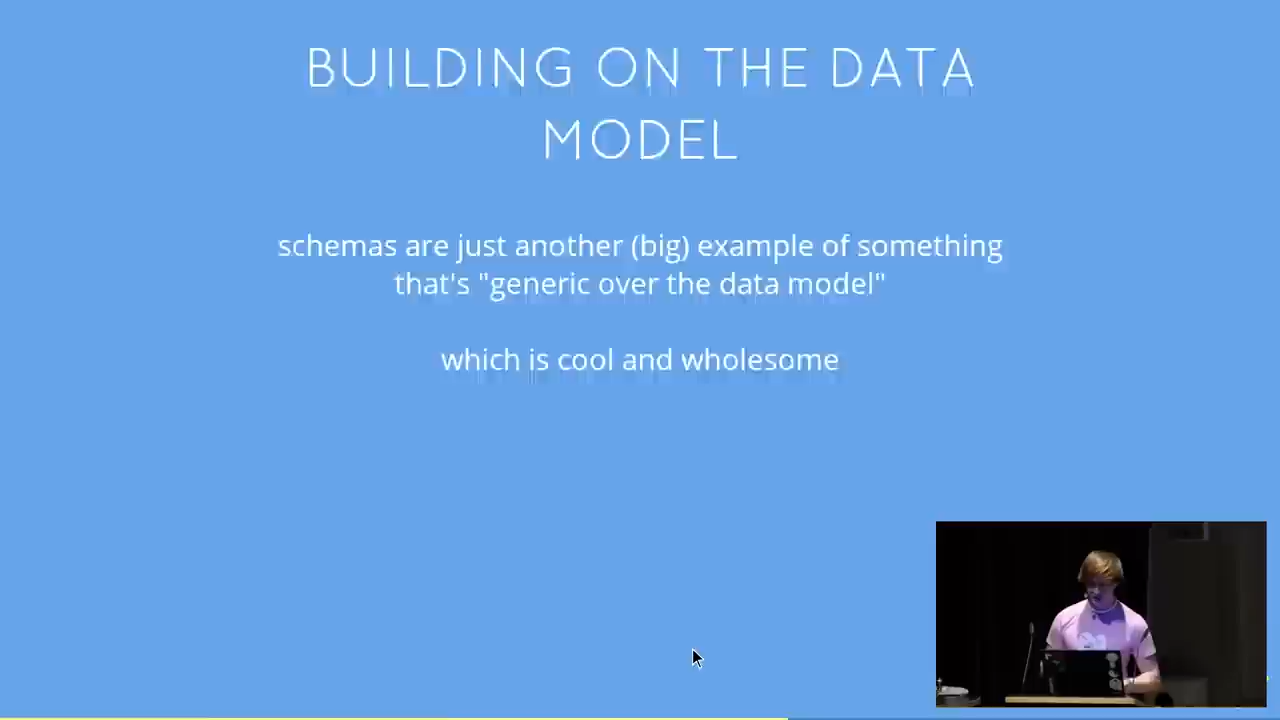 BUILDING ON THE DATA
MODEL
schemas are just another (big) example of something
that's "generic over the data model"
which is cool and wholesome